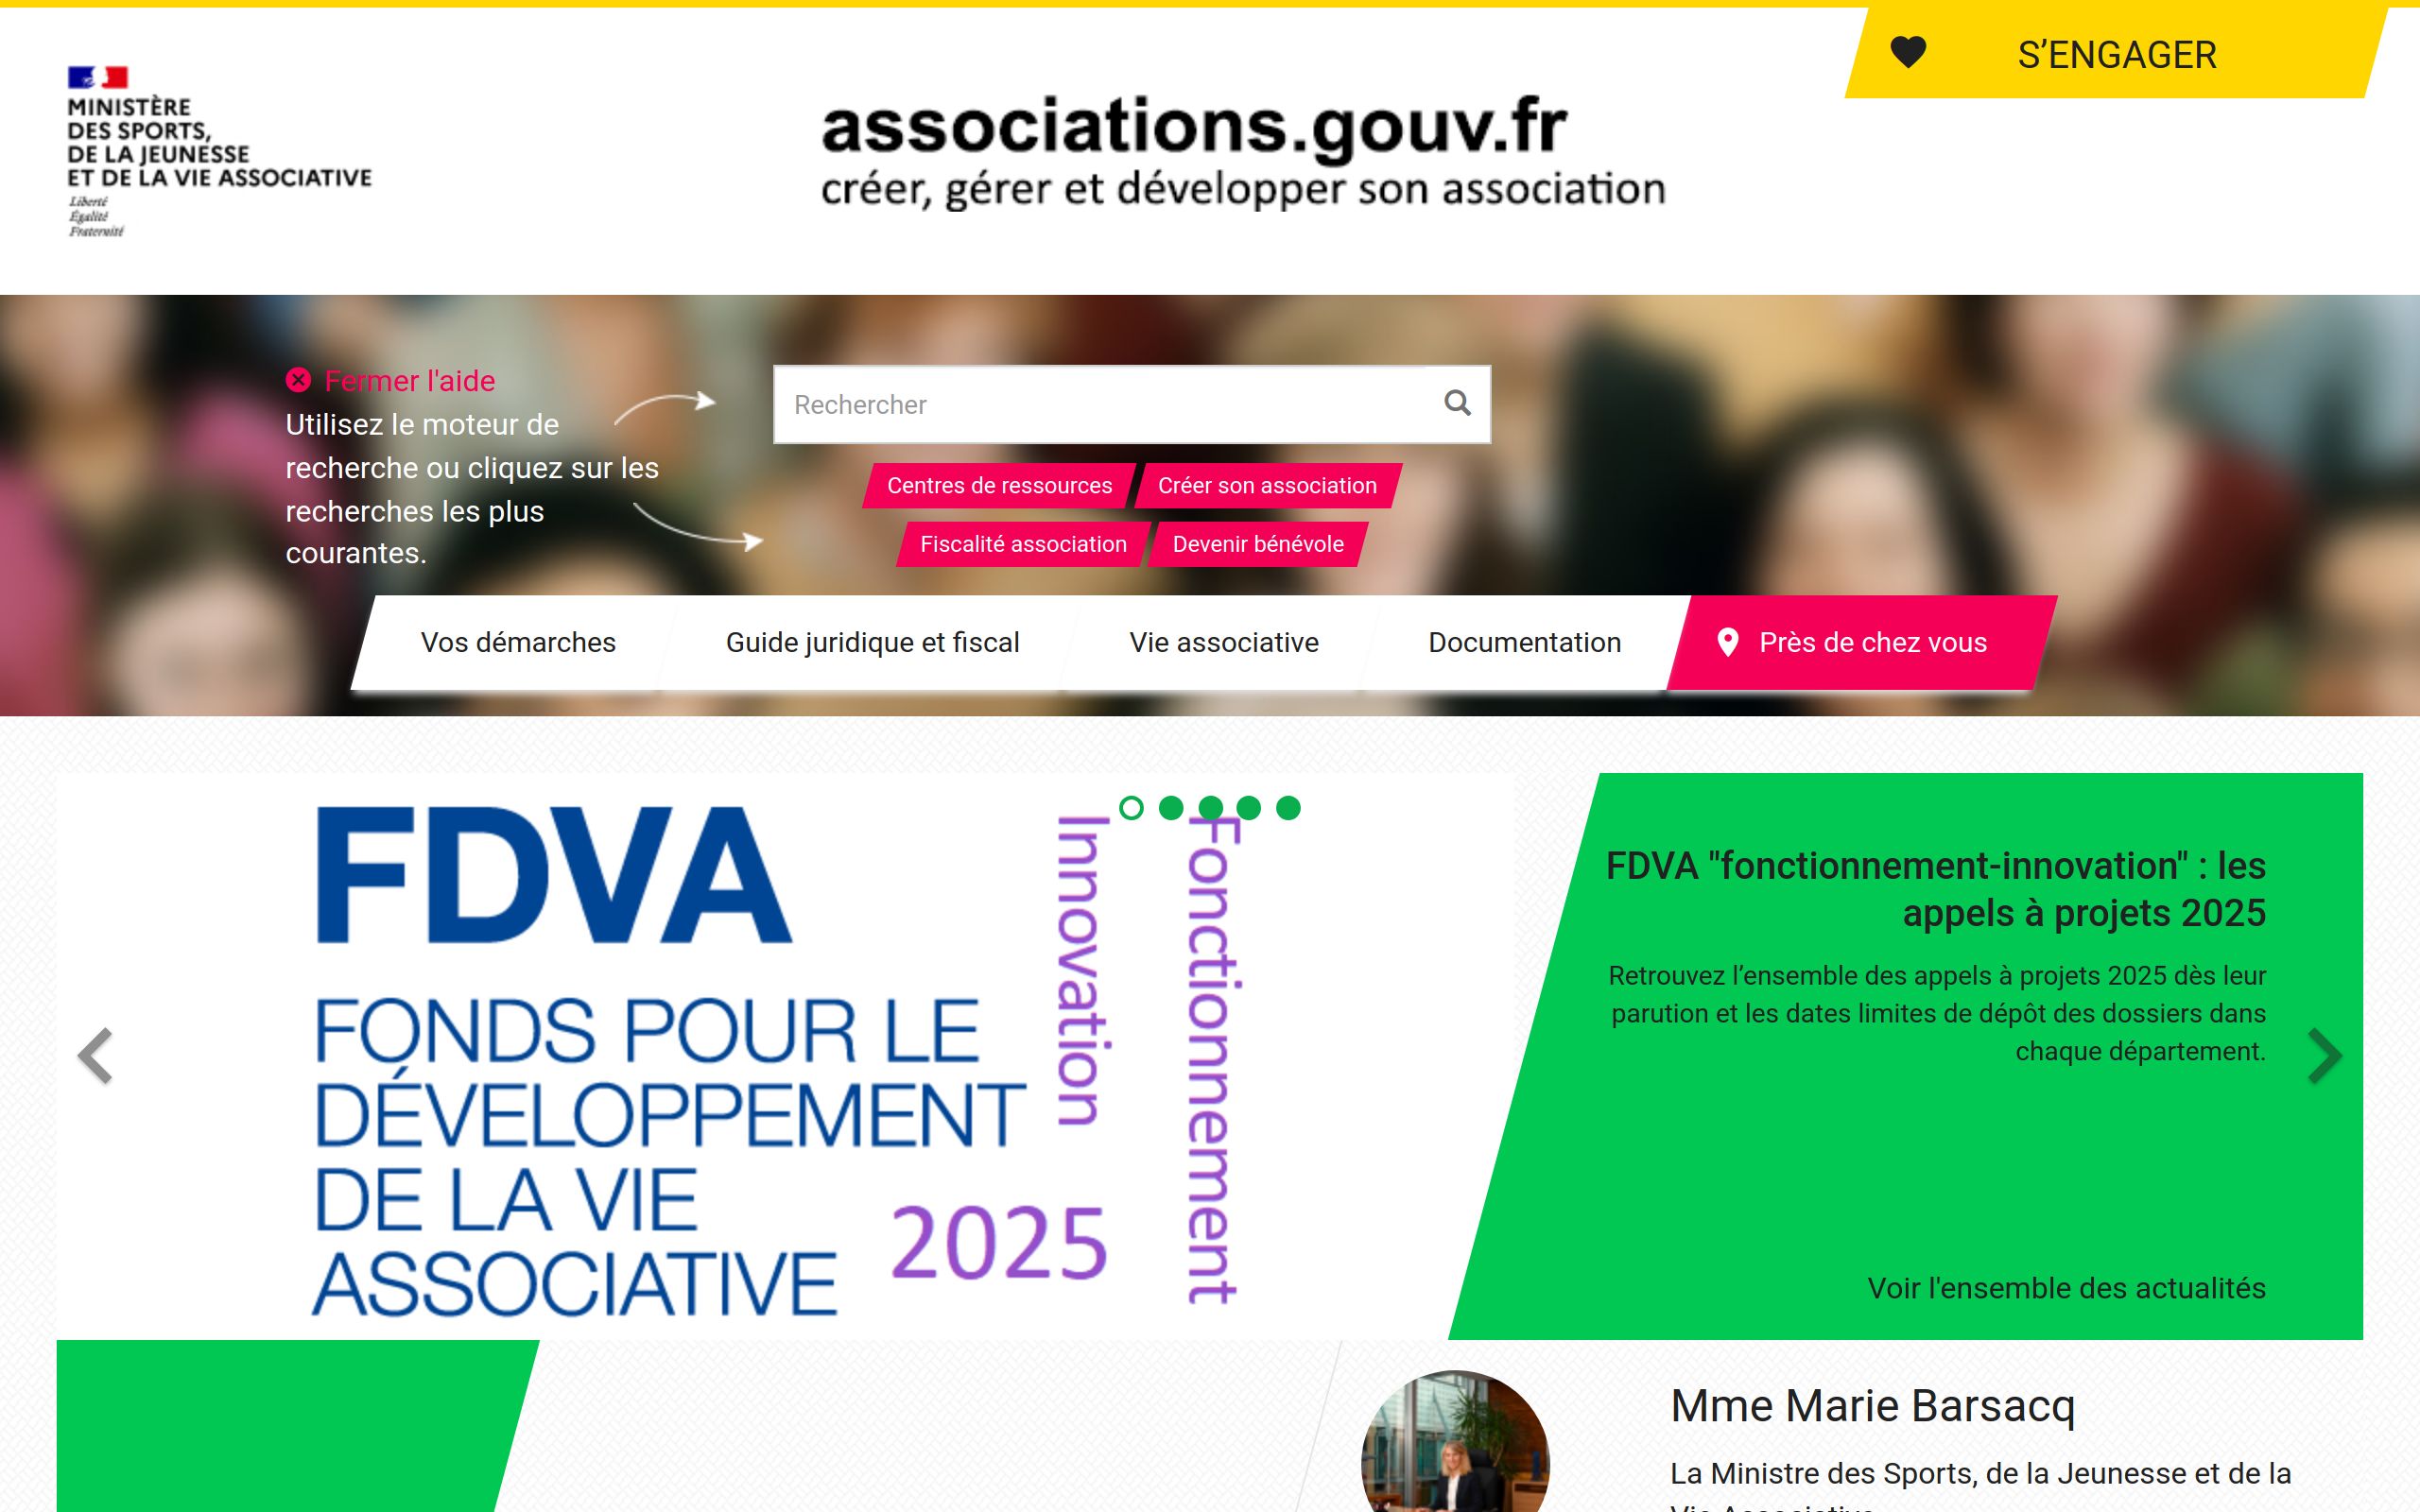 S'ENGAGER
MINISTÈRE
DES SPORTS,
DE LA JEUNESSE
ET DE LA VIE ASSOCIATIVE
Liberté
Égalité
Fraternité
associations.gouv.fr
créer, gérer et développer son association
Fermer l'aide
Utilisez le moteur de
recherche ou cliquez sur les
recherches les plus
courantes.
Rechercher
Centres de ressources
Créer son association
Fiscalité association
Devenir bénévole
Vos démarches
Guide juridique et fiscal
Vie associative
Documentation
Près de chez vous
FDVA
FONDS POUR LE
DÉVELOPPEMENT
DE LA VIE
ASSOCIATIVE
2025
Innovation
Fonctionnement
FDVA "fonctionnement-innovation" : les
appels à projets 2025
Retrouvez l’ensemble des appels à projets 2025 dès leur
parution et les dates limites de dépôt des dossiers dans
chaque département.
Voir l'ensemble des actualités
Mme Marie Barsacq
La Ministre des Sports, de la Jeunesse et de la